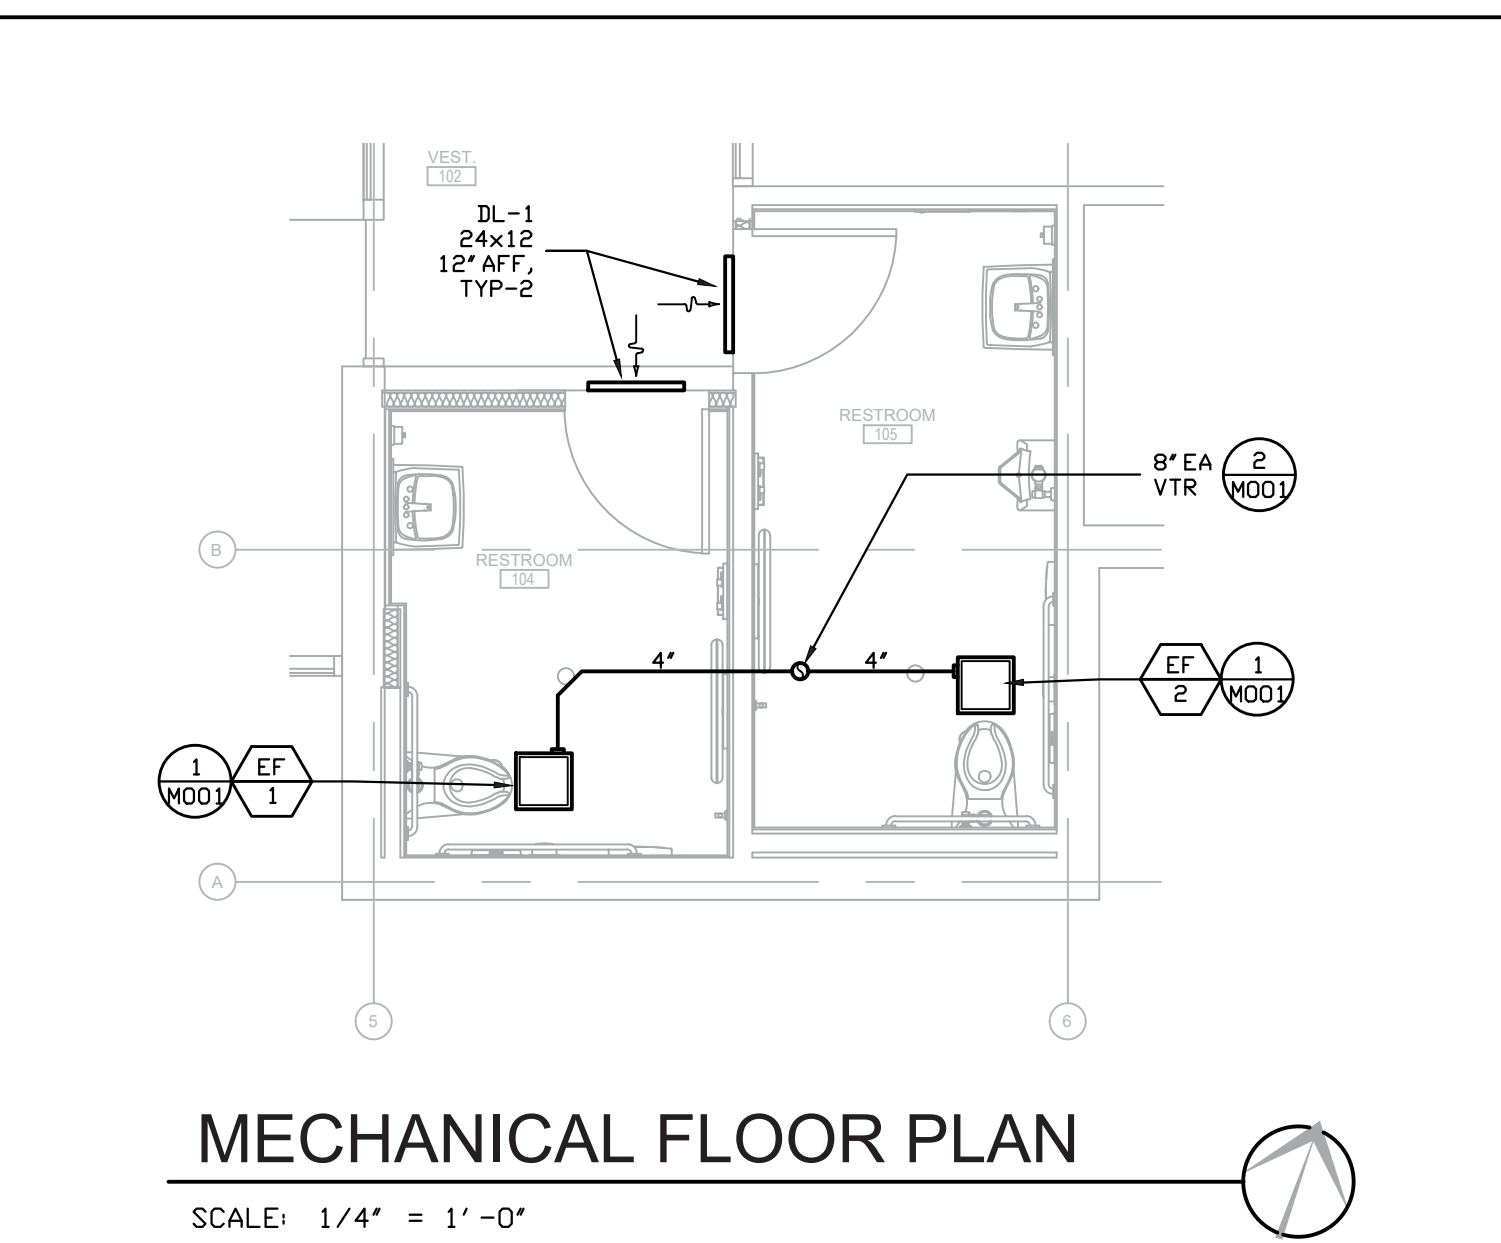 VEST.
102
DL-1
24x12
12" AFF,
TYP-2
RESTROOM
105
8" EA
VTR
2
M001
B
RESTROOM
104
4"
4"
EF
2
1
M001
1
M001
EF
1
A
5
6
MECHANICAL FLOOR PLAN
SCALE: 1/4" = 1'-0"